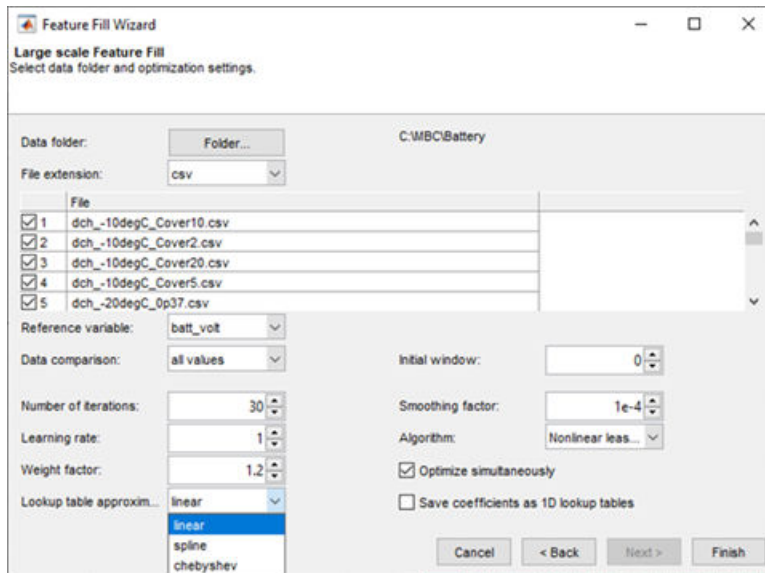 Feature Fill Wizard
Large scale Feature Fill
Select data folder and optimization settings.
Data folder: Folder... C:\MBC\Battery
File extension: csv
File
1 dch_-10degC_Cover10.csv
2 dch_-10degC_Cover2.csv
3 dch_-10degC_Cover20.csv
4 dch_-10degC_Cover5.csv
5 dch_-20degC_0p37.csv
Reference variable: batt_volt
Data comparison: all values Initial window: 0
Number of iterations: 30 Smoothing factor: 1e-4
Learning rate: 1 Algorithm: Nonlinear leas...
Weight factor: 1.2 Optimize simultaneously
Lookup table approxim... linear Save coefficients as 1D lookup tables
linear
spline
chebyshev
Cancel < Back Next > Finish